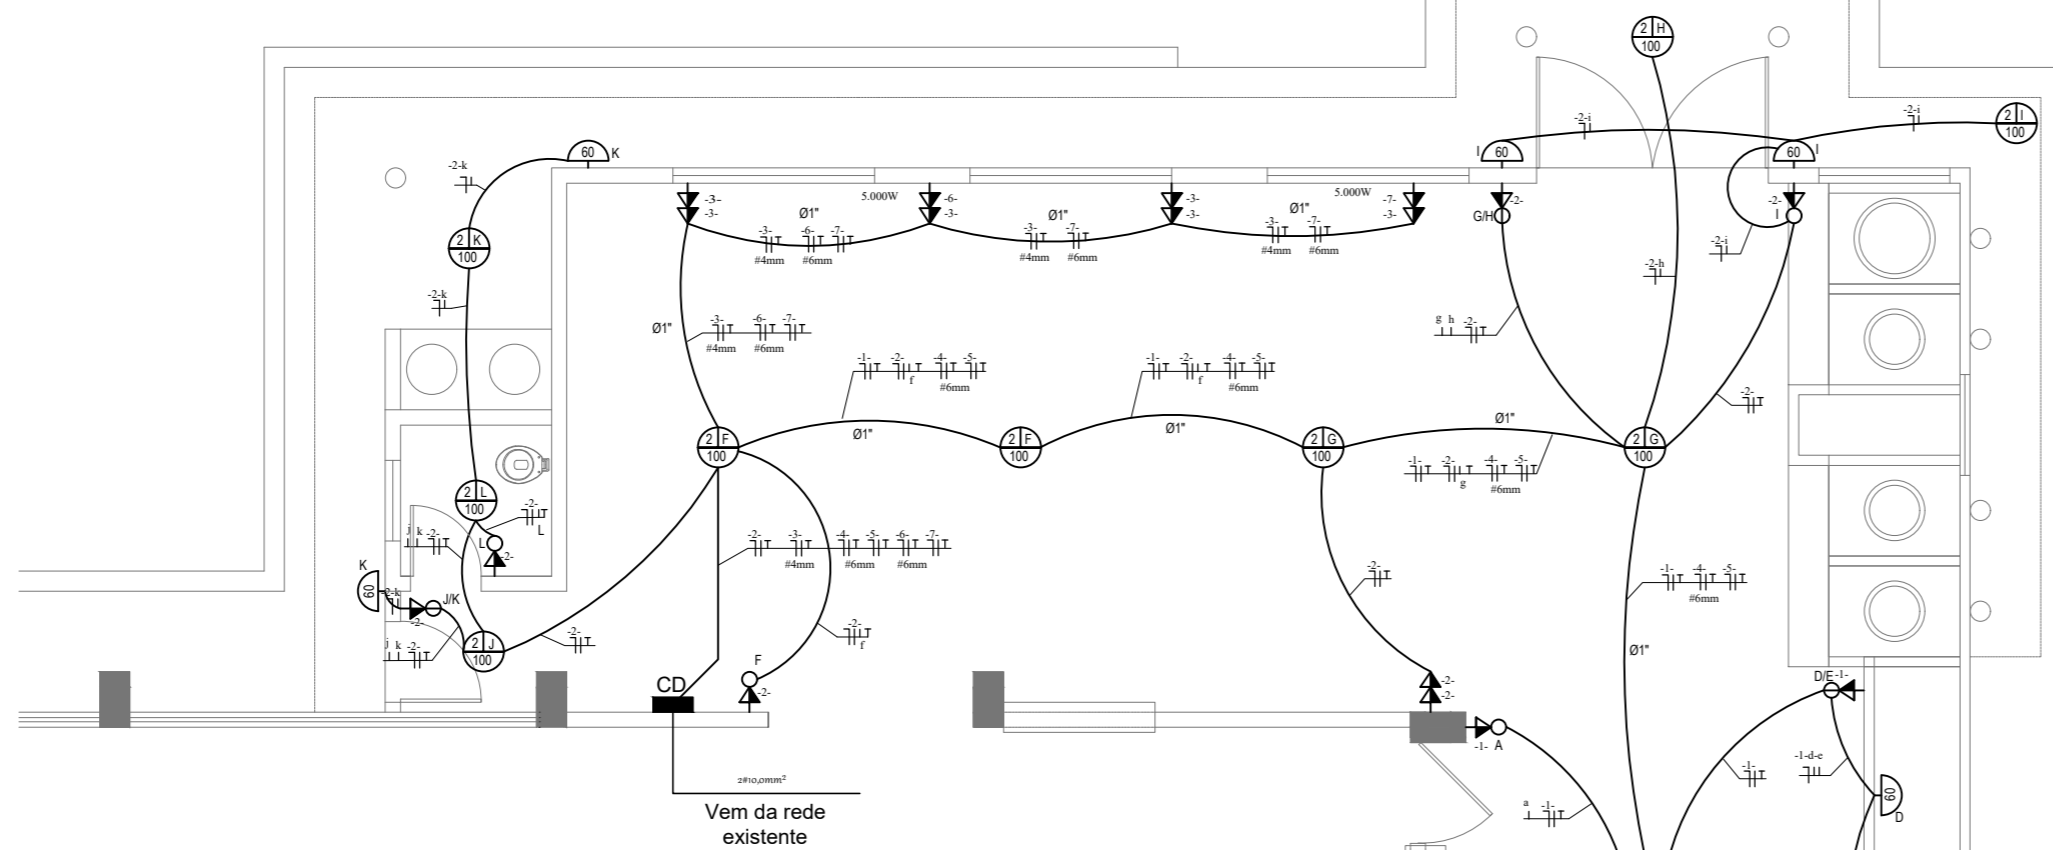 2 H
100
-2-i
-2-i
2 I
100
60 K
I 60
60 I
-2-k
5.000W
5.000W
-3-
-3-
-6-
-3-
-3-
-3-
-7-
-3-
-2-
G/H
-2-
I
Ø1"
-3- -6- -7-
#4mm #6mm
Ø1"
-3- -7-
#4mm #6mm
Ø1"
-3- -7-
#4mm #6mm
2 K
100
-2-i
-2-h
-2-k
Ø1"
-3- -6- -7-
#4mm #6mm
g h -2-
-1- -2- -4- -5-
f
#6mm
-1- -2- -4- -5-
f
#6mm
-2-
Ø1"
Ø1"
Ø1"
2 F
100
2 F
100
2 G
100
2 G
100
-1- -2- -4- -5-
g
#6mm
2 L
100
-2-
L
j k -2-
L
-2-
-2- -3- -4- -5- -6- -7-
#4mm #6mm #6mm
K
60
-2-k
J/K
-2-
-2-
-1- -4- -5-
#6mm
j k -2-
2 J
100
-2-
-2-
f
Ø1"
CD
F
-2-
-2-
-2-
D/E -1-
-1- A
2#10,0mm²
-1-
-1-d-e
60
D
a -1-
Vem da rede
existente